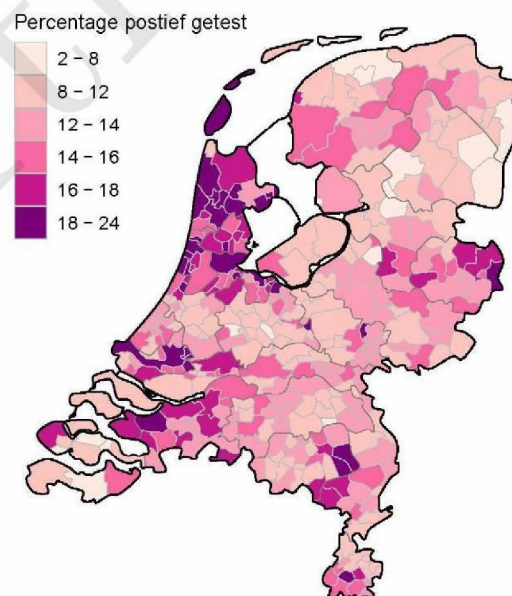 Percentage postief getest
2 – 8
8 – 12
12 – 14
14 – 16
16 – 18
18 – 24